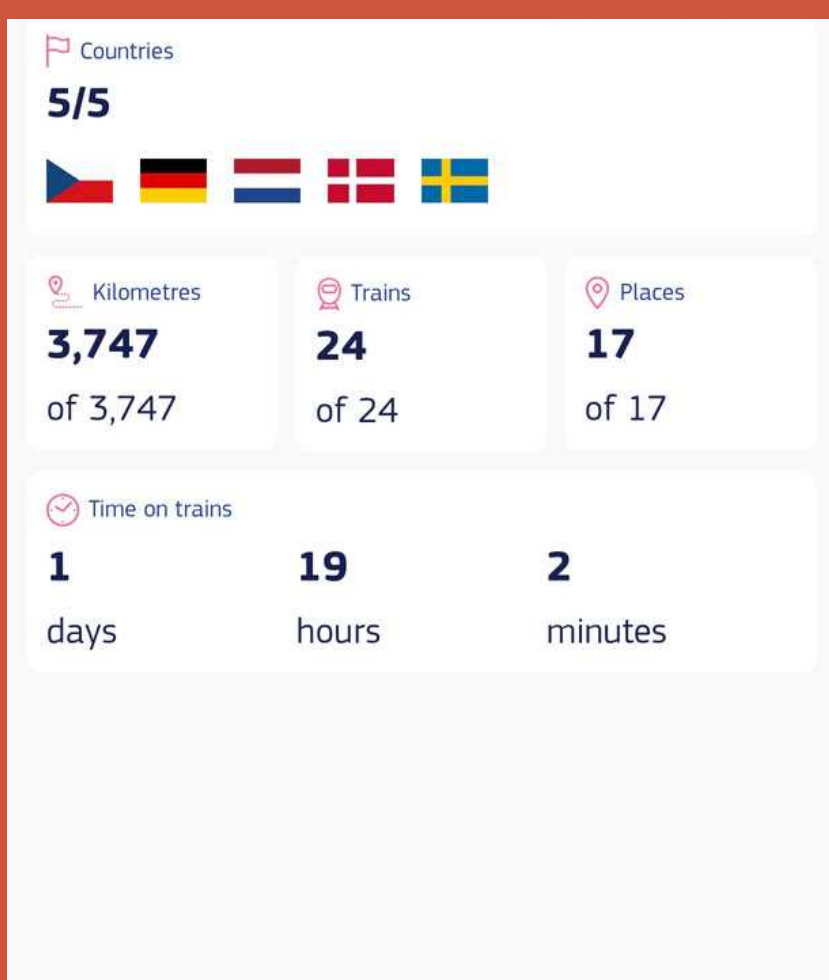 Countries
5/5
Kilometres
3,747
of 3,747
Trains
24
of 24
Places
17
of 17
Time on trains
1 19 2
days hours minutes